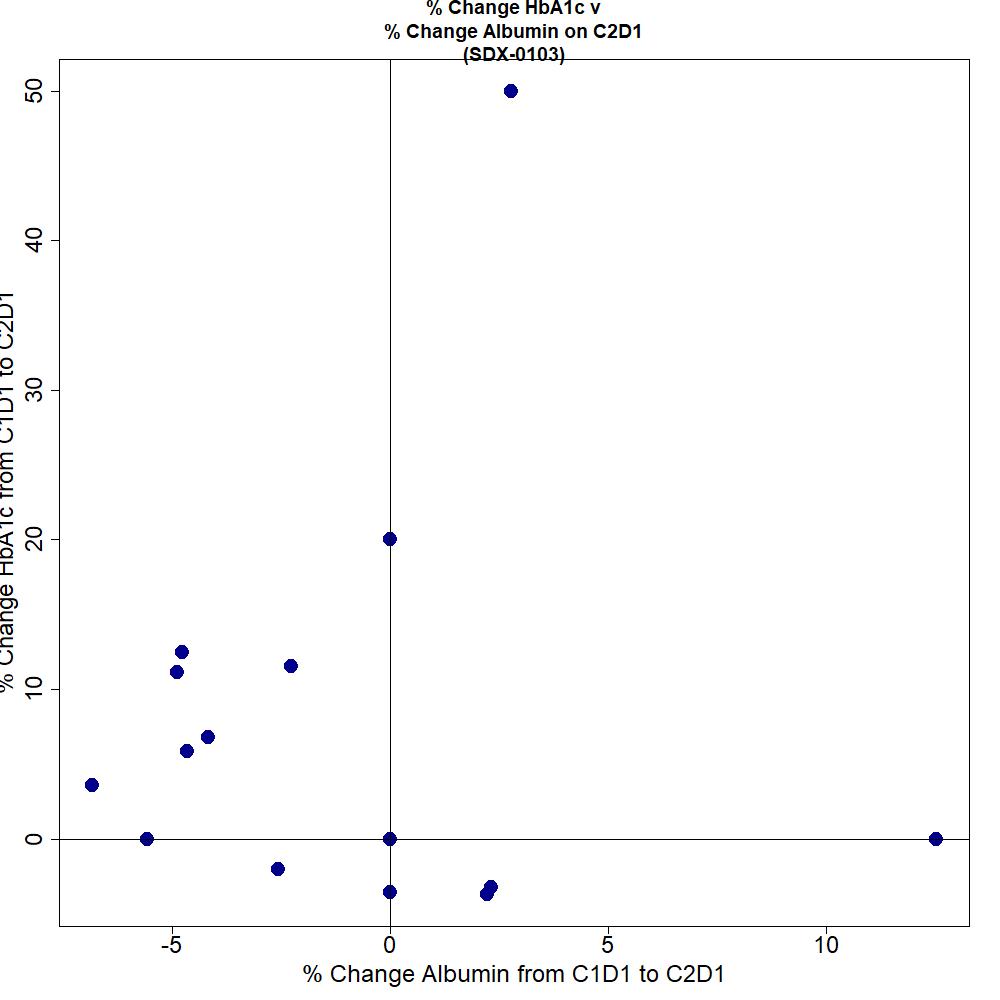 % Change HbA1c v
% Change Albumin on C2D1
(SDX-0103)
50
40
30
20
10
0
% Change HbA1c from C1D1 to C2D1
-5
0
5
10
% Change Albumin from C1D1 to C2D1